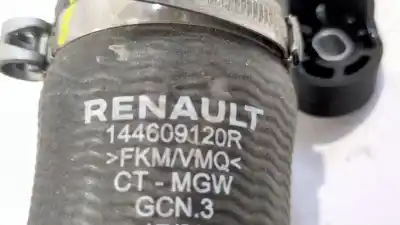 RENAULT
144609120R
>FKM/VMQ<
CT - MGW
GCN.3